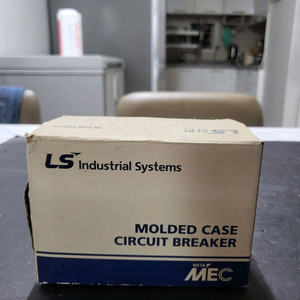 LS Industrial Systems
MOLDED CASE
CIRCUIT BREAKER
META
MEC